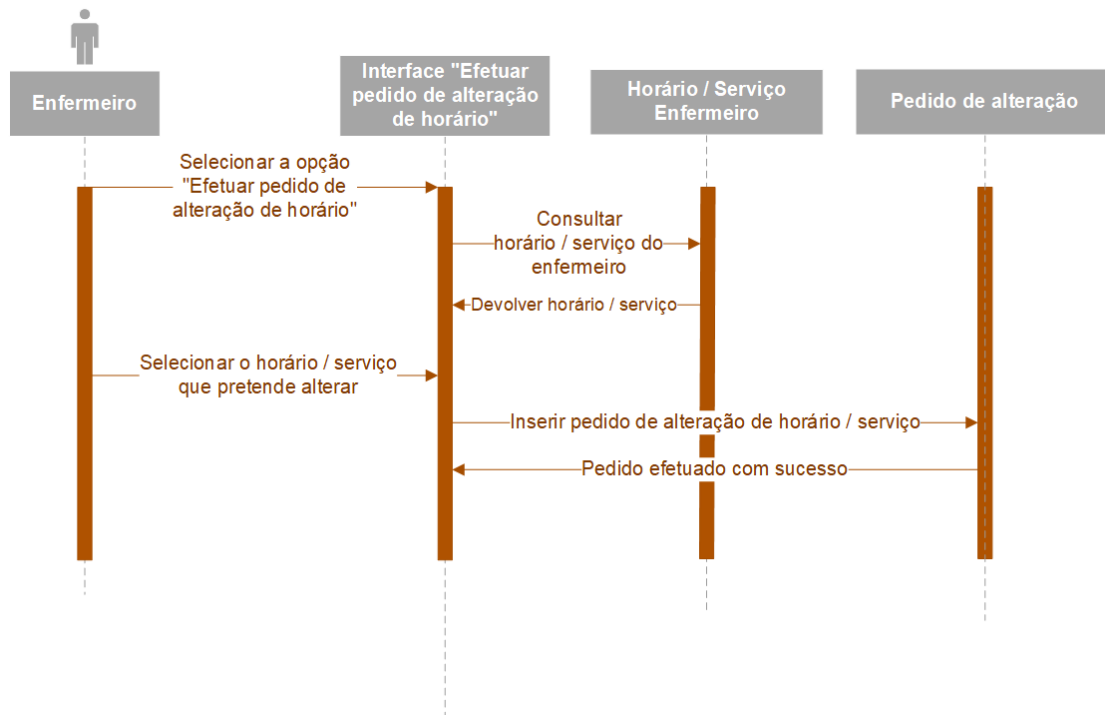 Enfermeiro
Interface "Efetuar
pedido de alteração
de horário"
Horário / Serviço
Enfermeiro
Pedido de alteração
Selecionar a opção
"Efetuar pedido de
alteração de horário"
Consultar
horário / serviço do
enfermeiro
Devolver horário / serviço
Selecionar o horário / serviço
que pretende alterar
Inserir pedido de alteração de horário / serviço
Pedido efetuado com sucesso